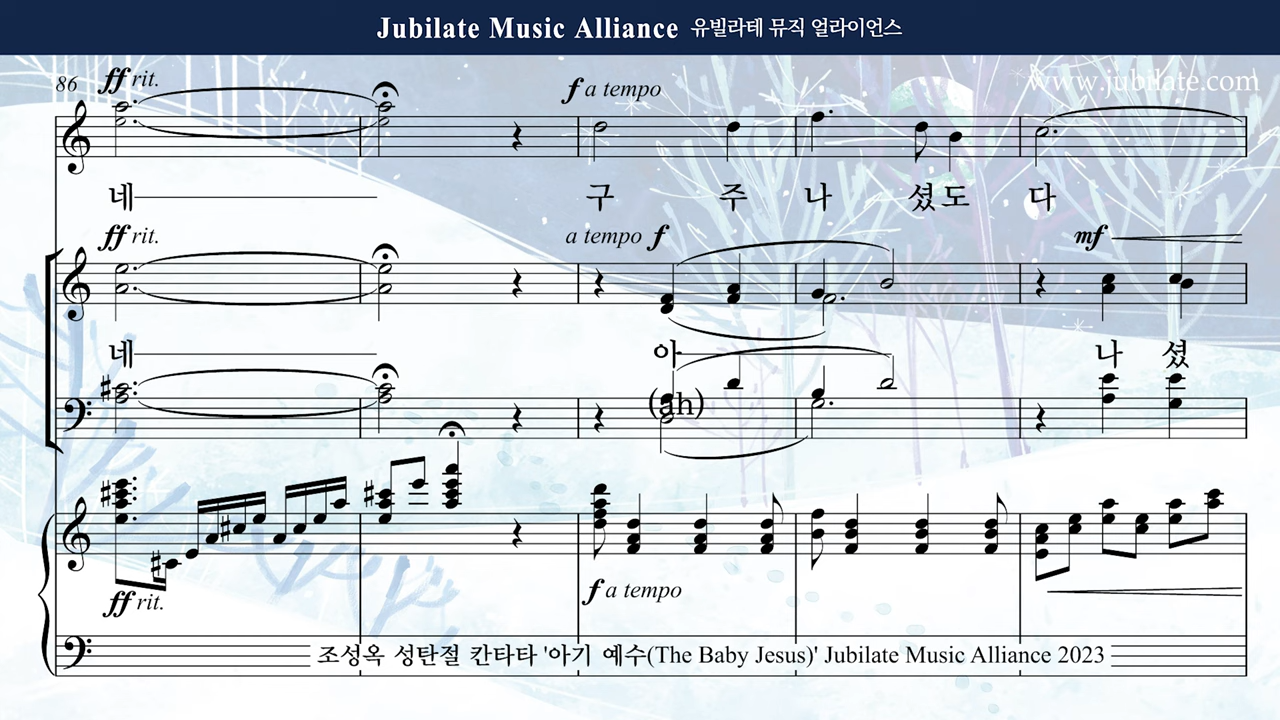 Jubilate Music Alliance 유빌라테 뮤직 얼라이언스
www.jubilate.com
86 ff rit. f a tempo
네 구 주 나 셨 도 다
ff rit. a tempo f mf
네 아 나 셨
(ah)
ff rit. f a tempo
조성옥 성탄절 칸타타 '아기 예수(The Baby Jesus)' Jubilate Music Alliance 2023